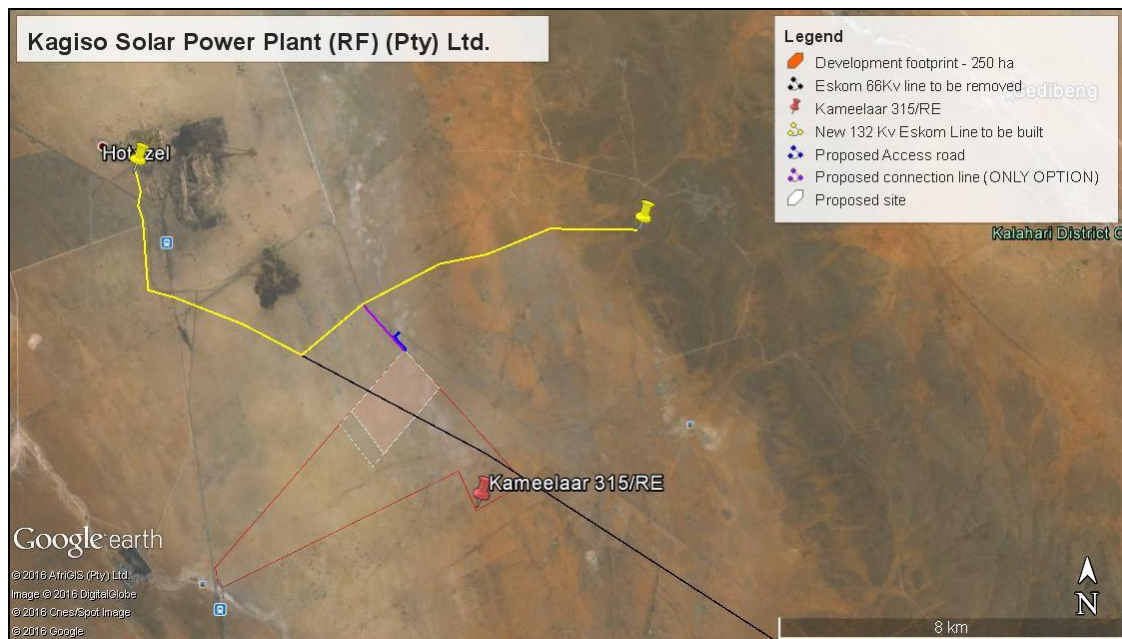 Kagiso Solar Power Plant (RF) (Pty) Ltd.
Legend
Development footprint - 250 ha
Eskom 66Kv line to be removed
Sedibeng
Kameelaar 315/RE
New 132 Kv Eskom Line to be built
Proposed Access road
Proposed connection line (ONLY OPTION)
Proposed site
Hotazel
Kalahari District
Kameelaar 315/RE
Google earth
© 2016 AfriGIS (Pty) Ltd.
Image © 2016 DigitalGlobe
© 2016 Cnes/Spot Image
© 2016 Google
N
8 km